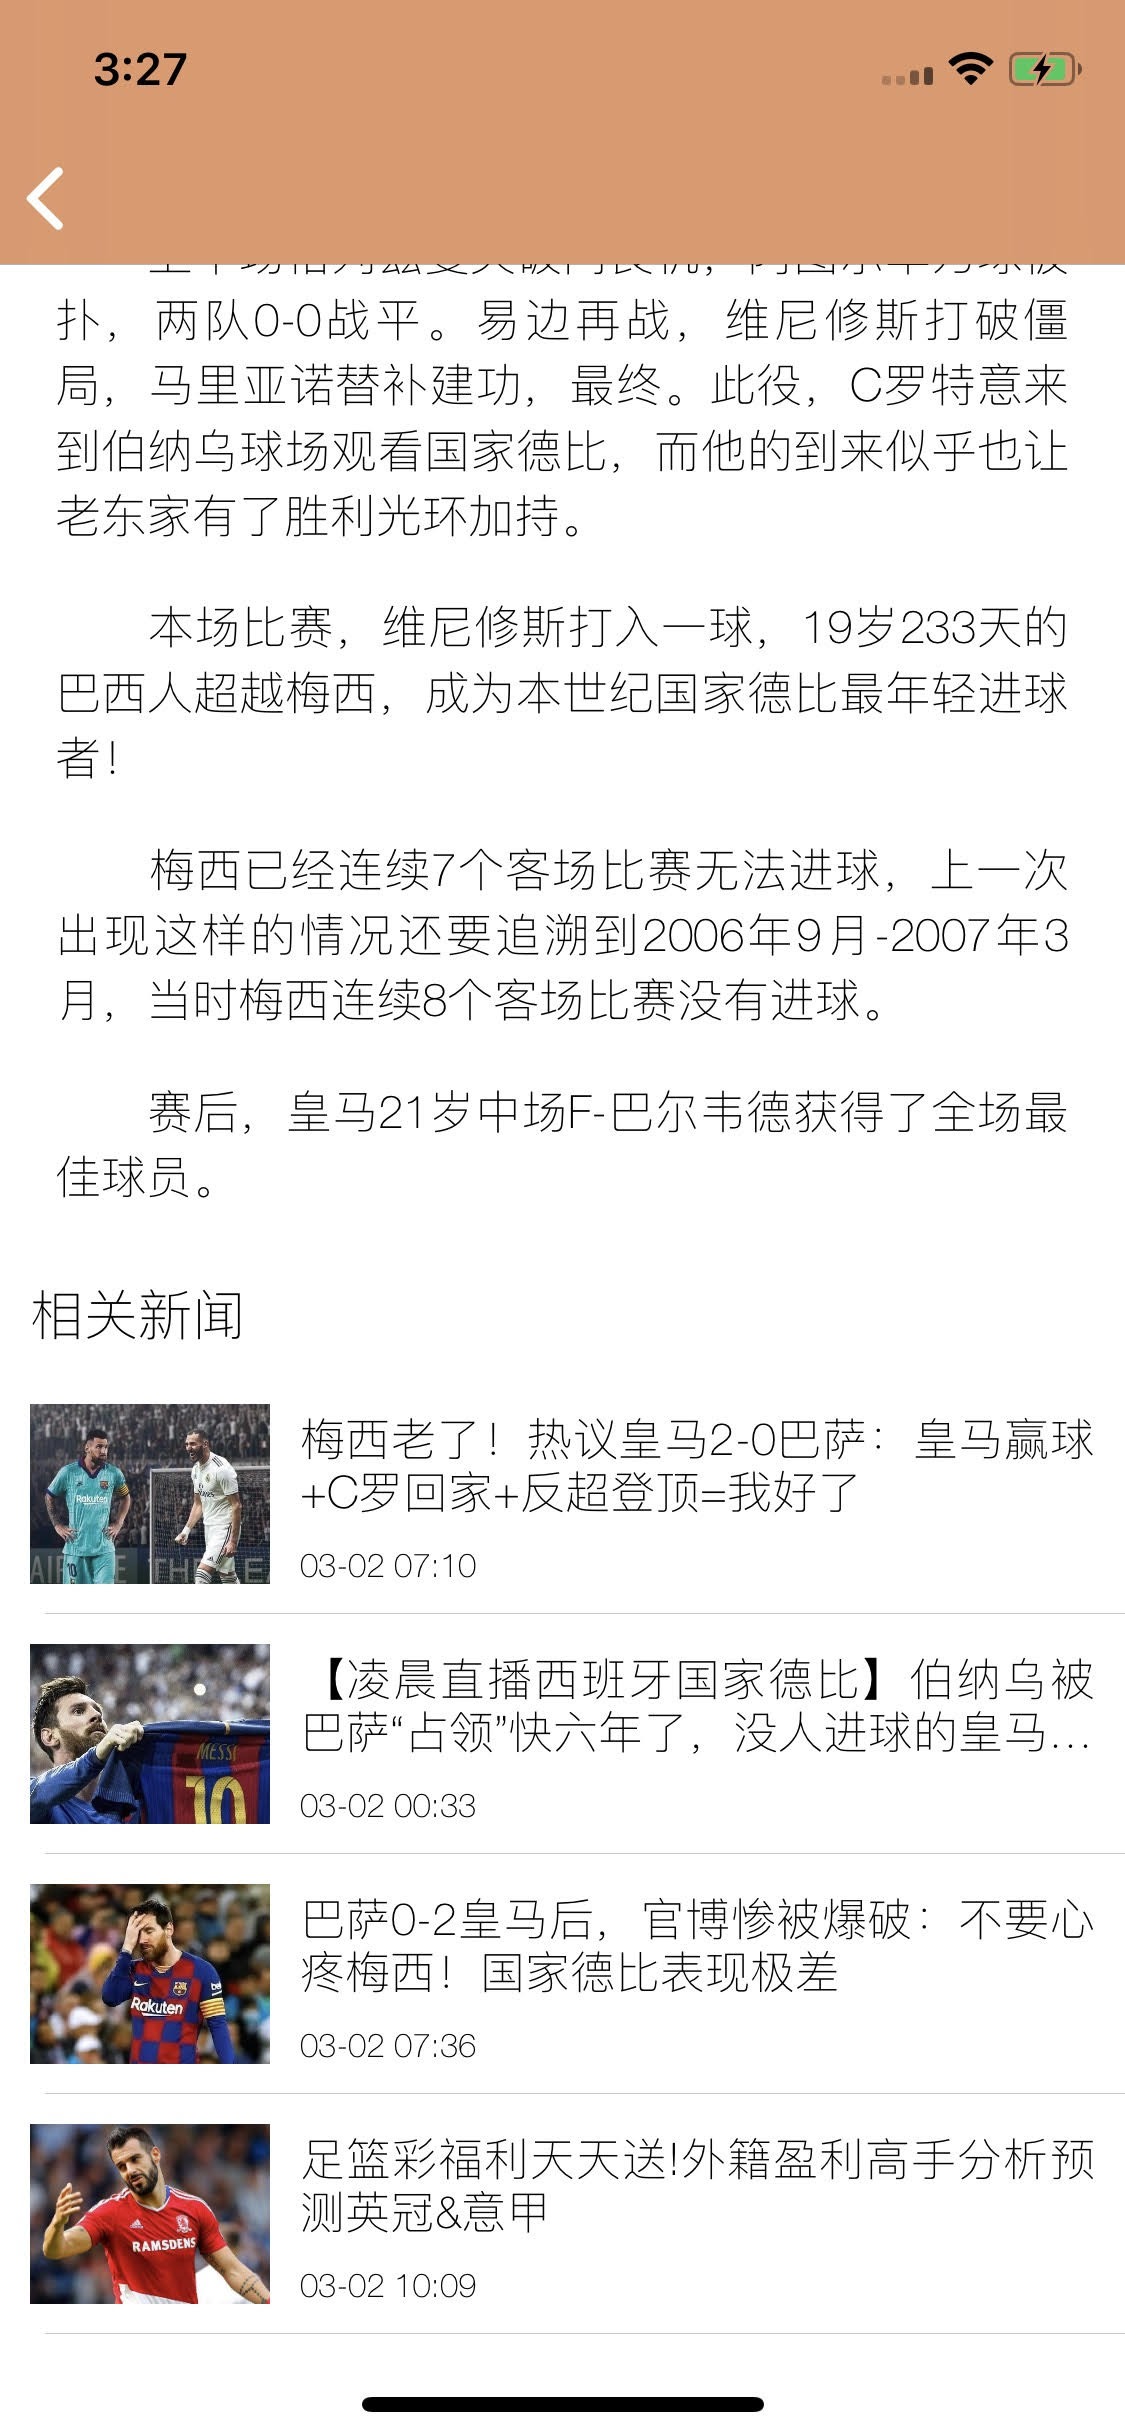 3:27
扑，两队0-0战平。易边再战，维尼修斯打破僵
局，马里亚诺替补建功，最终。此役，C罗特意来
到伯纳乌球场观看国家德比，而他的到来似乎也让
老东家有了胜利光环加持。
本场比赛，维尼修斯打入一球，19岁233天的
巴西人超越梅西，成为本世纪国家德比最年轻进球
者！
梅西已经连续7个客场比赛无法进球，上一次
出现这样的情况还要追溯到2006年9月-2007年3
月，当时梅西连续8个客场比赛没有进球。
赛后，皇马21岁中场F-巴尔韦德获得了全场最
佳球员。
相关新闻
梅西老了！热议皇马2-0巴萨：皇马赢球
+C罗回家+反超登顶=我好了
03-02 07:10
Rakuten
10
【凌晨直播西班牙国家德比】伯纳乌被
巴萨“占领”快六年了，没人进球的皇马...
03-02 00:33
MESSI
10
巴萨0-2皇马后，官博惨被爆破：不要心
疼梅西！国家德比表现极差
03-02 07:36
Rakuten
足篮彩福利天天送!外籍盈利高手分析预
测英冠&意甲
03-02 10:09
RAMSDENS